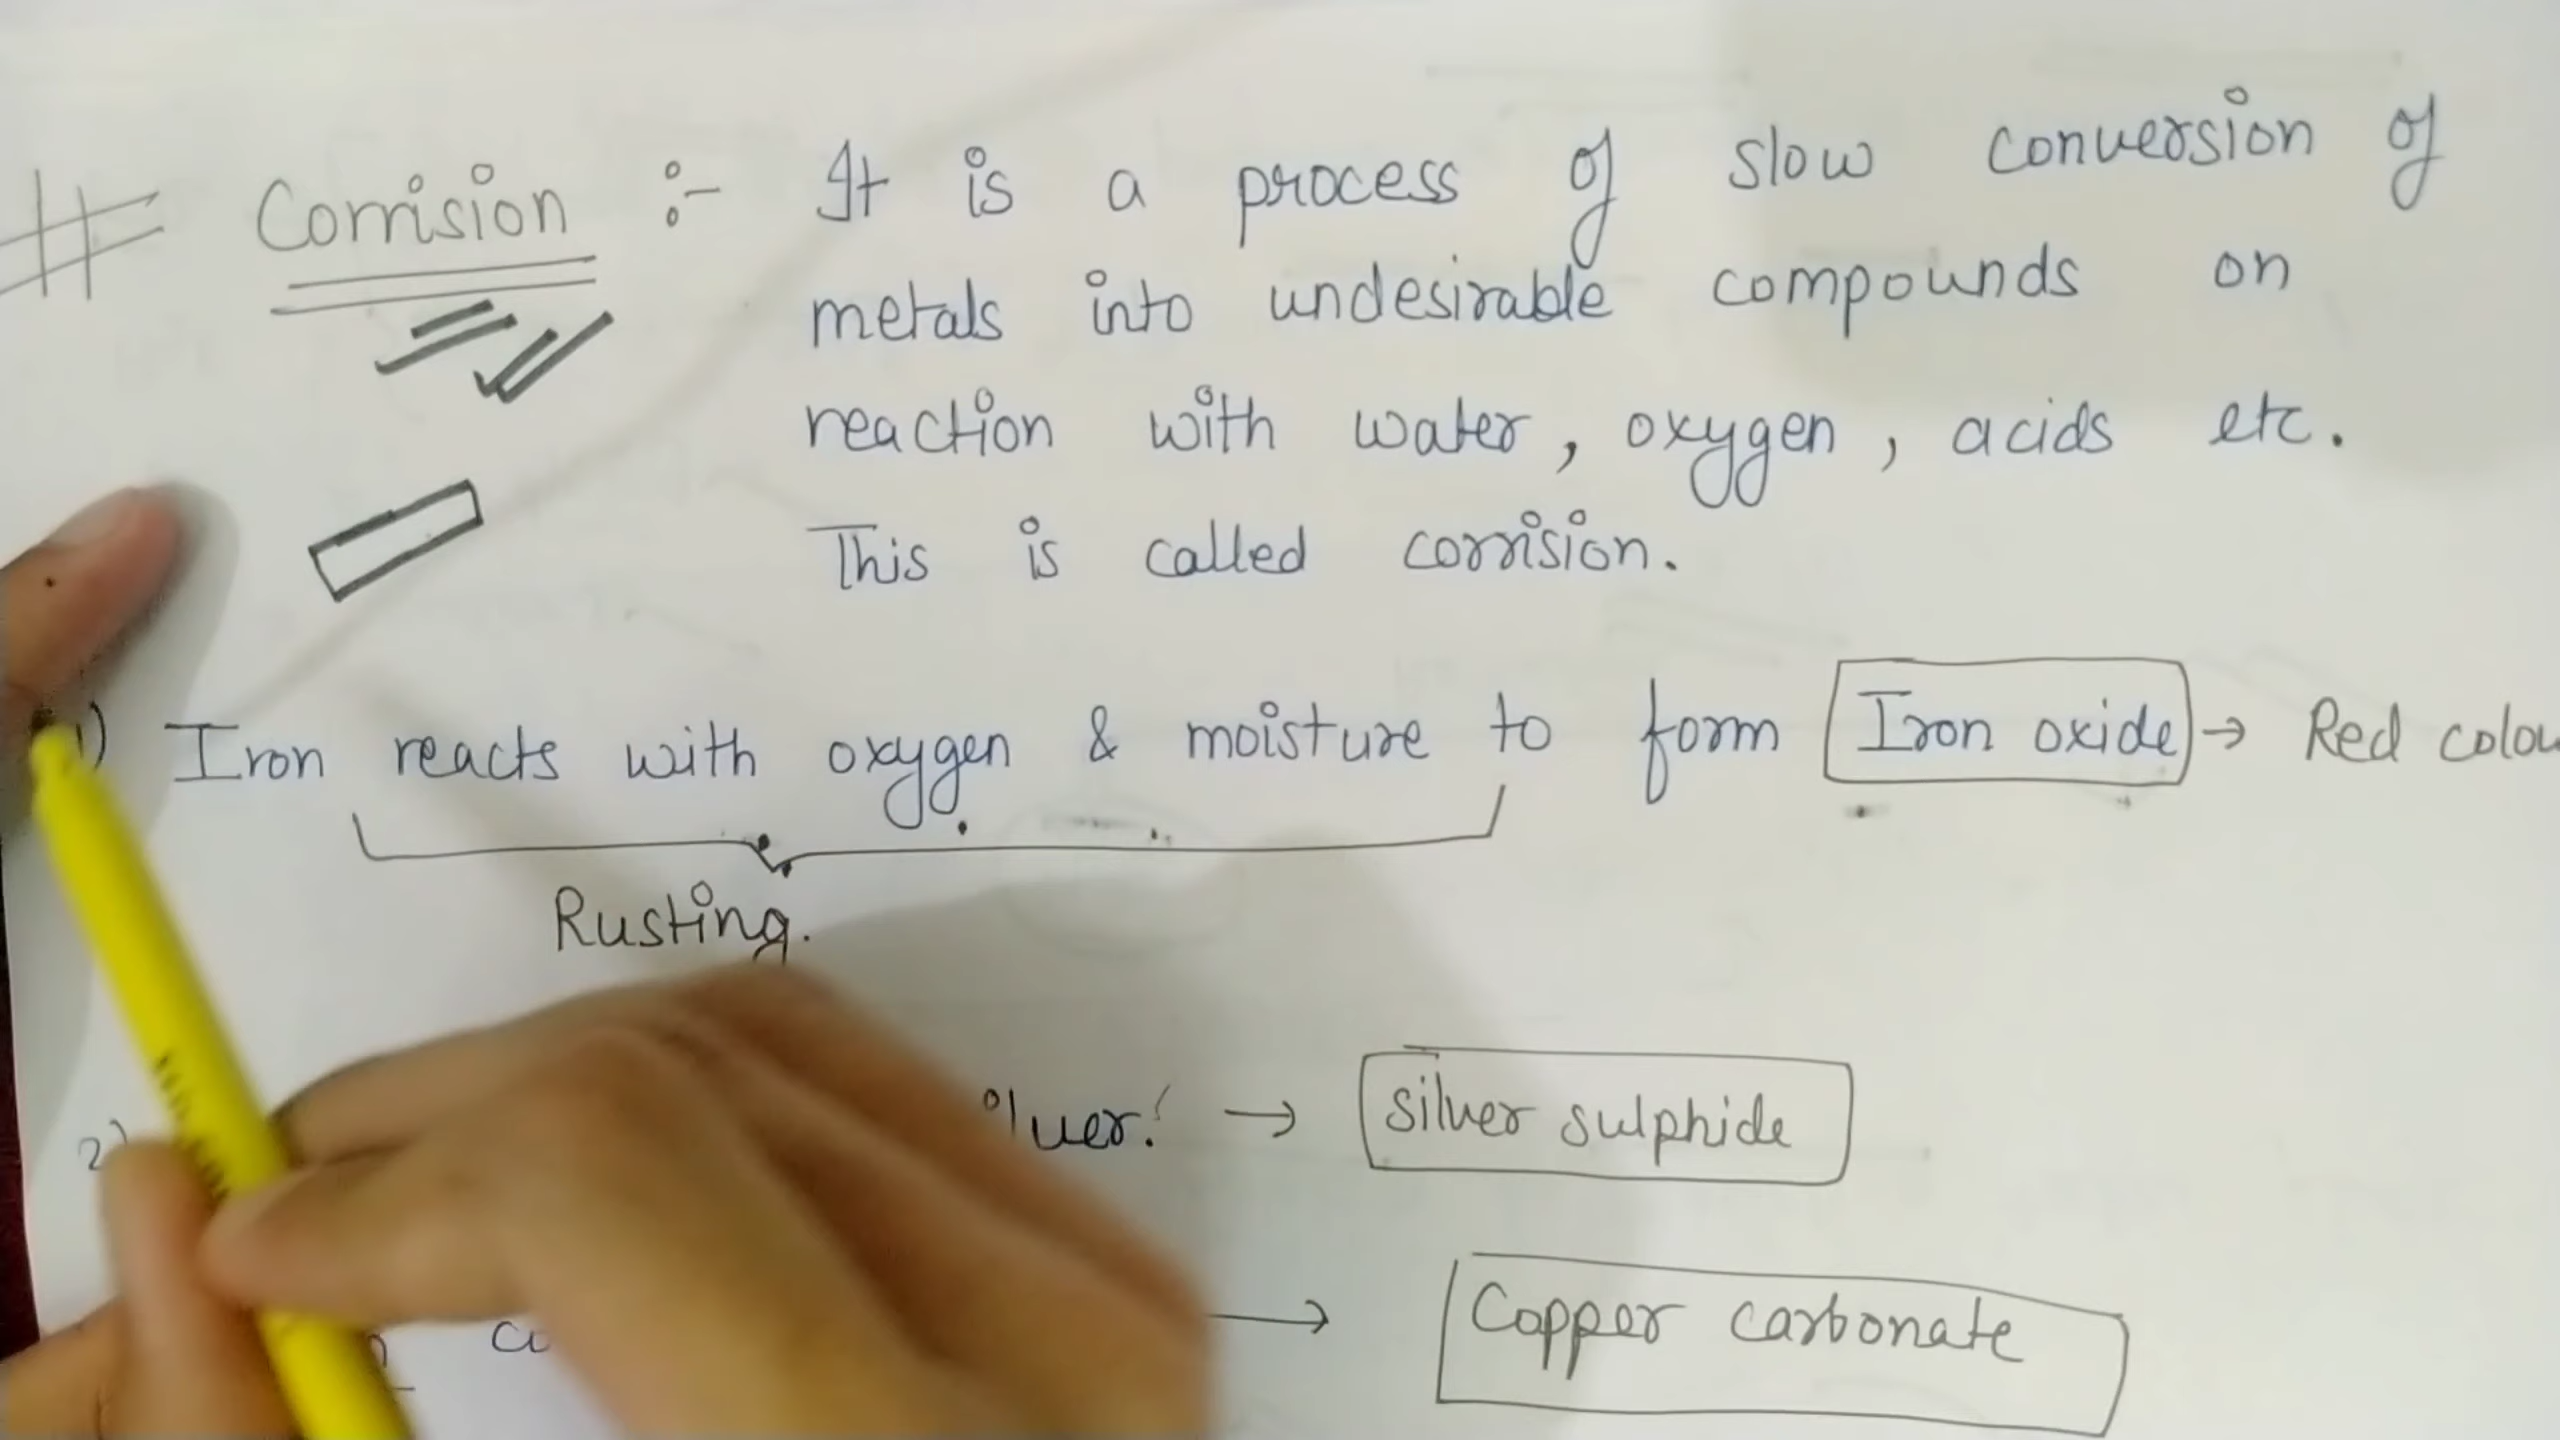 # Corrision :- It is a process of slow conversion of
metals into undesirable compounds on
reaction with water, oxygen, acids etc.
This is called corrision.
1) Iron reacts with oxygen & moisture to form Iron oxide → Red colou
Rusting.
2) → Silver sulphide
→ Copper carbonate